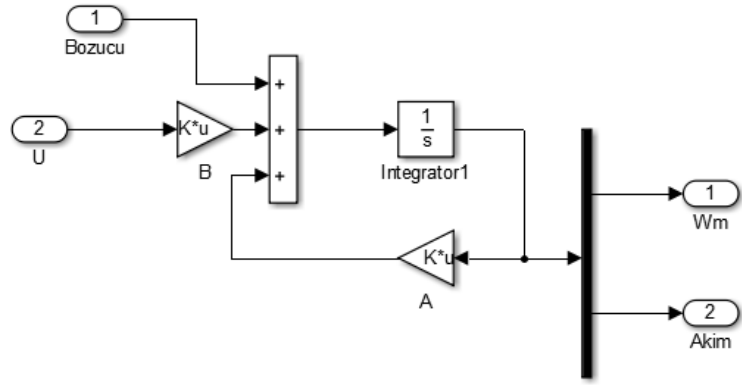 1
Bozucu
+
2
U
K*u
B
+
+
1
s
Integrator1
K*u
A
1
Wm
2
Akim